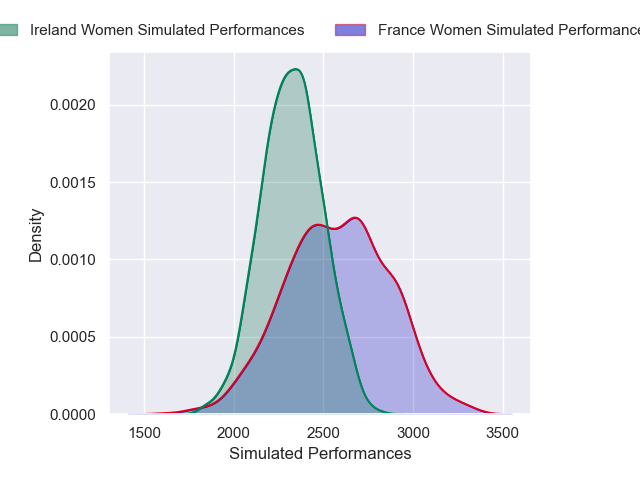 Ireland Women Simulated Performances France Women Simulated Performance
0.0020
0.0015
0.0010
0.0005
0.0000
Density
1500 2000 2500 3000 3500
Simulated Performances